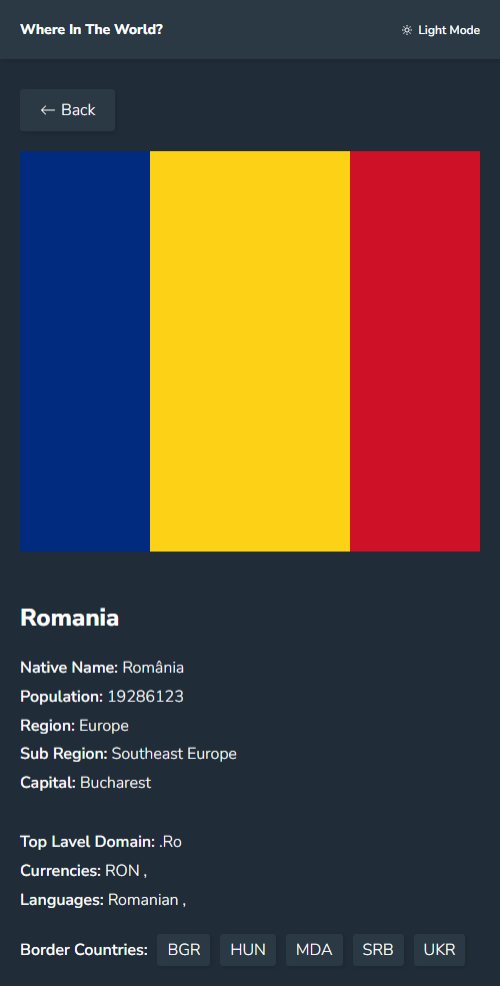 Where In The World?
Light Mode
Back
Romania
Native Name: România
Population: 19286123
Region: Europe
Sub Region: Southeast Europe
Capital: Bucharest
Top Lavel Domain: .Ro
Currencies: RON ,
Languages: Romanian ,
Border Countries: BGR HUN MDA SRB UKR